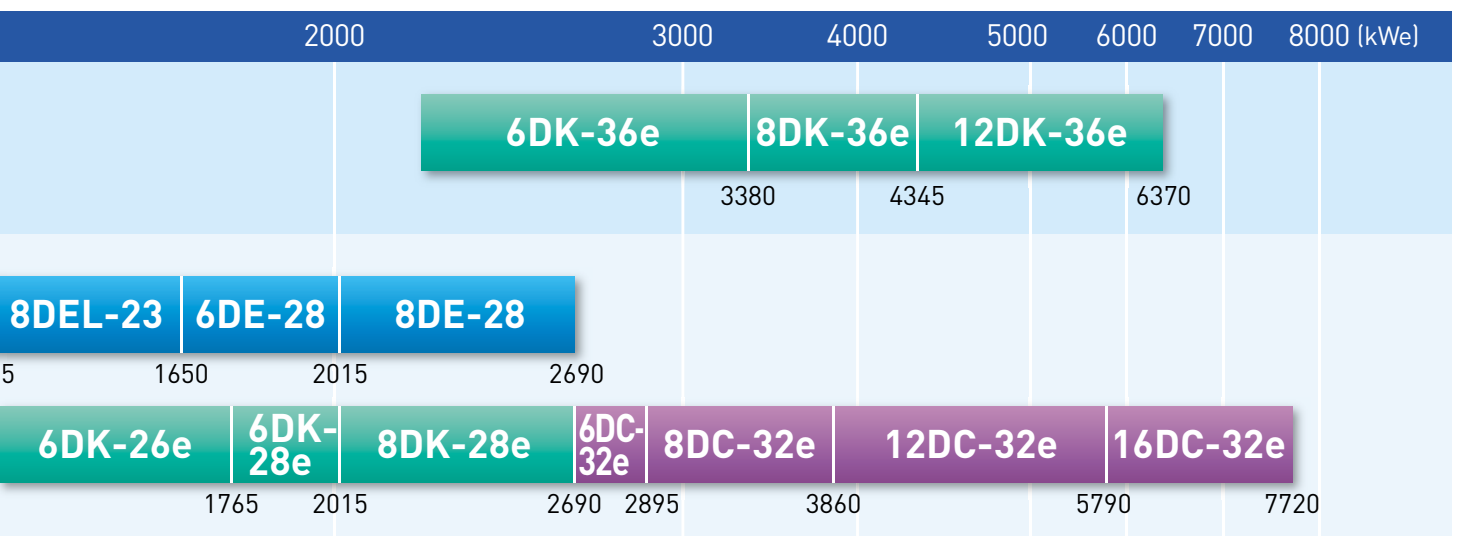 2000 3000 4000 5000 6000 7000 8000 (kWe)
6DK-36e 8DK-36e 12DK-36e
3380 4345 6370
8DEL-23 6DE-28 8DE-28
5 1650 2015 2690
6DK-26e 6DK-28e 8DK-28e 6DC-32e 8DC-32e 12DC-32e 16DC-32e
1765 2015 2690 2895 3860 5790 7720